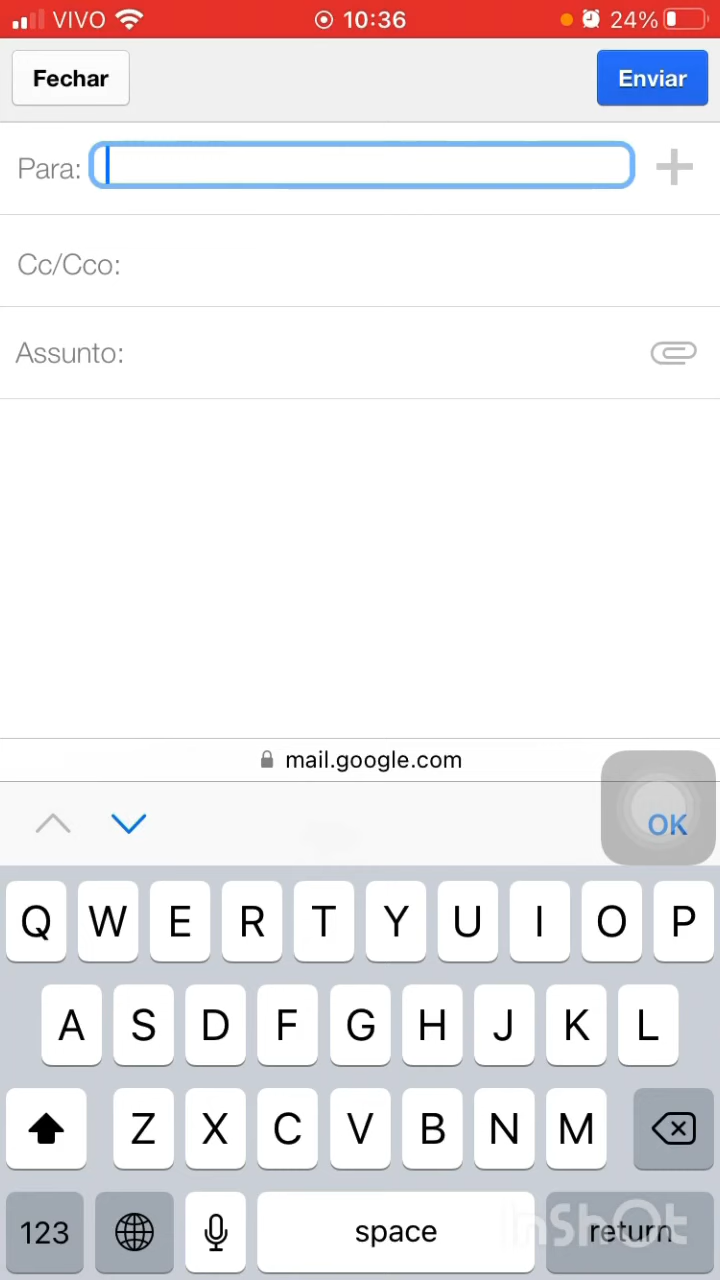 VIVO 10:36 24%
Fechar Enviar
Para:
Cc/Cco:
Assunto:
mail.google.com
OK
Q W E R T Y U I O P
A S D F G H J K L
Z X C V B N M
123 space return
InShOt